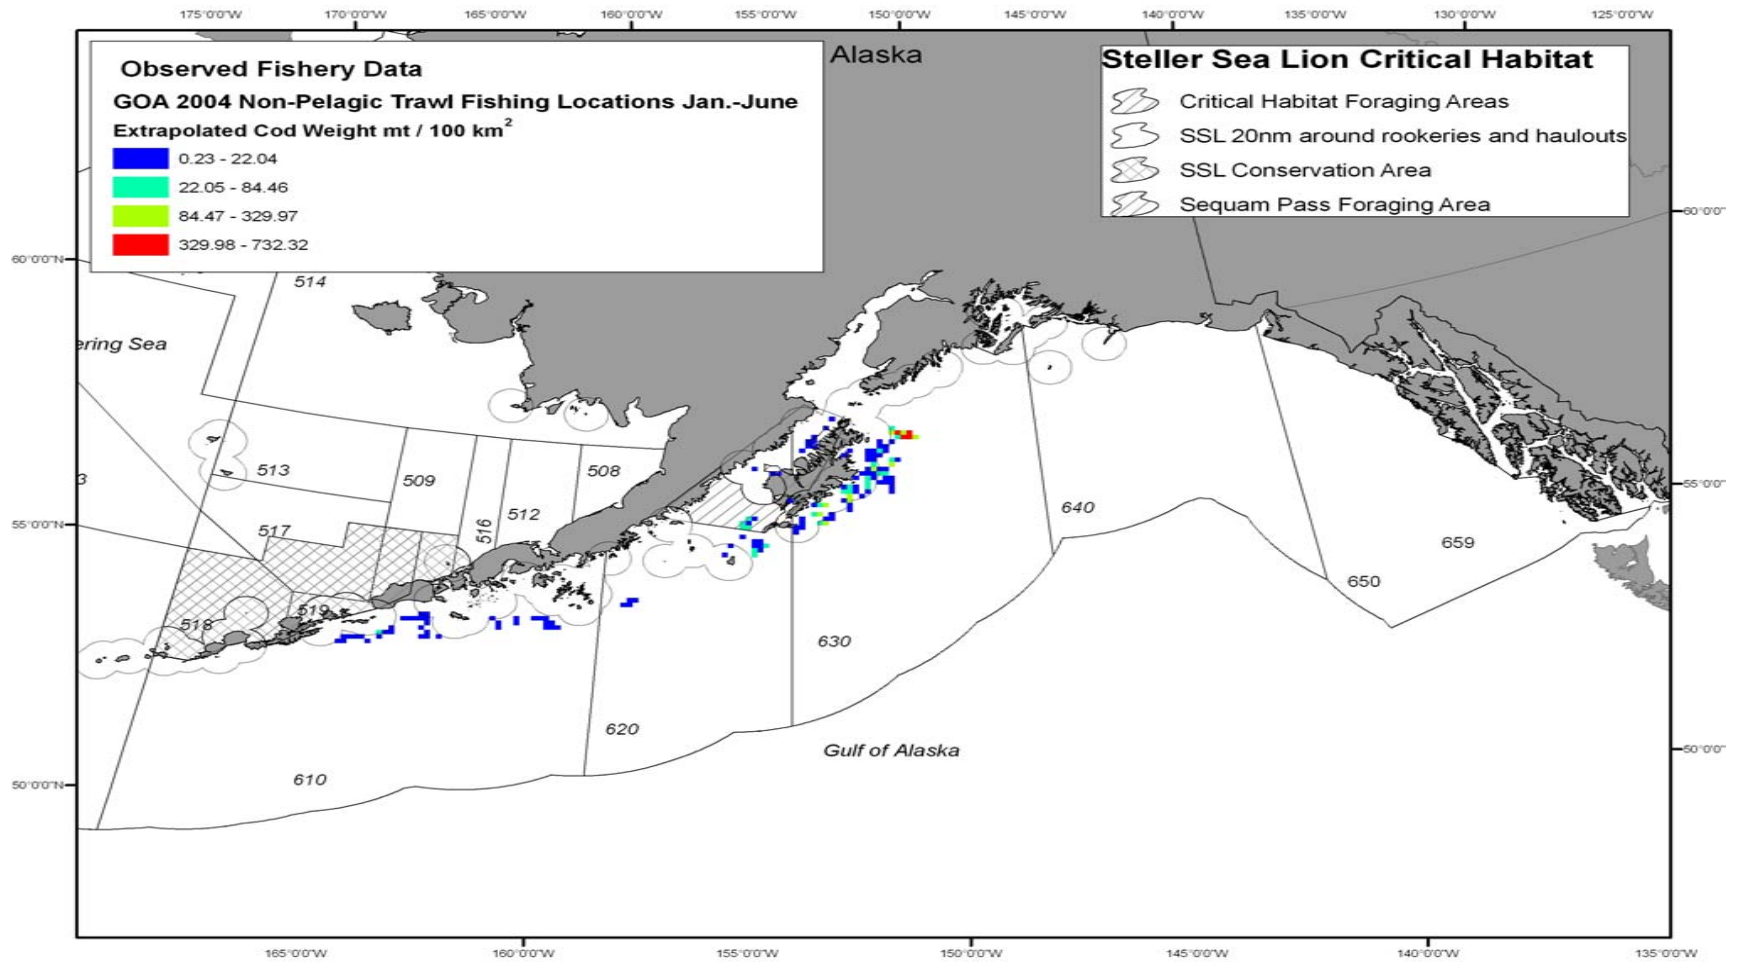 175°0'0"W 170°0'0"W 165°0'0"W 160°0'0"W 155°0'0"W 150°0'0"W 145°0'0"W 140°0'0"W 135°0'0"W 130°0'0"W 125°0'0"W
Alaska
Observed Fishery Data
GOA 2004 Non-Pelagic Trawl Fishing Locations Jan.-June
Extrapolated Cod Weight mt / 100 km2
0.23 - 22.04
22.05 - 84.46
84.47 - 329.97
329.98 - 732.32
Steller Sea Lion Critical Habitat
Critical Habitat Foraging Areas
SSL 20nm around rookeries and haulouts
SSL Conservation Area
Sequam Pass Foraging Area
60°0'0"
60°0'0"N
514
ering Sea
513
509
508
55°0'0"
3
512
516
640
55°0'0"N
517
659
650
519
518
630
620
Gulf of Alaska
50°0'0"
610
50°0'0"N
165°0'0"W 160°0'0"W 155°0'0"W 150°0'0"W 145°0'0"W 140°0'0"W 135°0'0"W